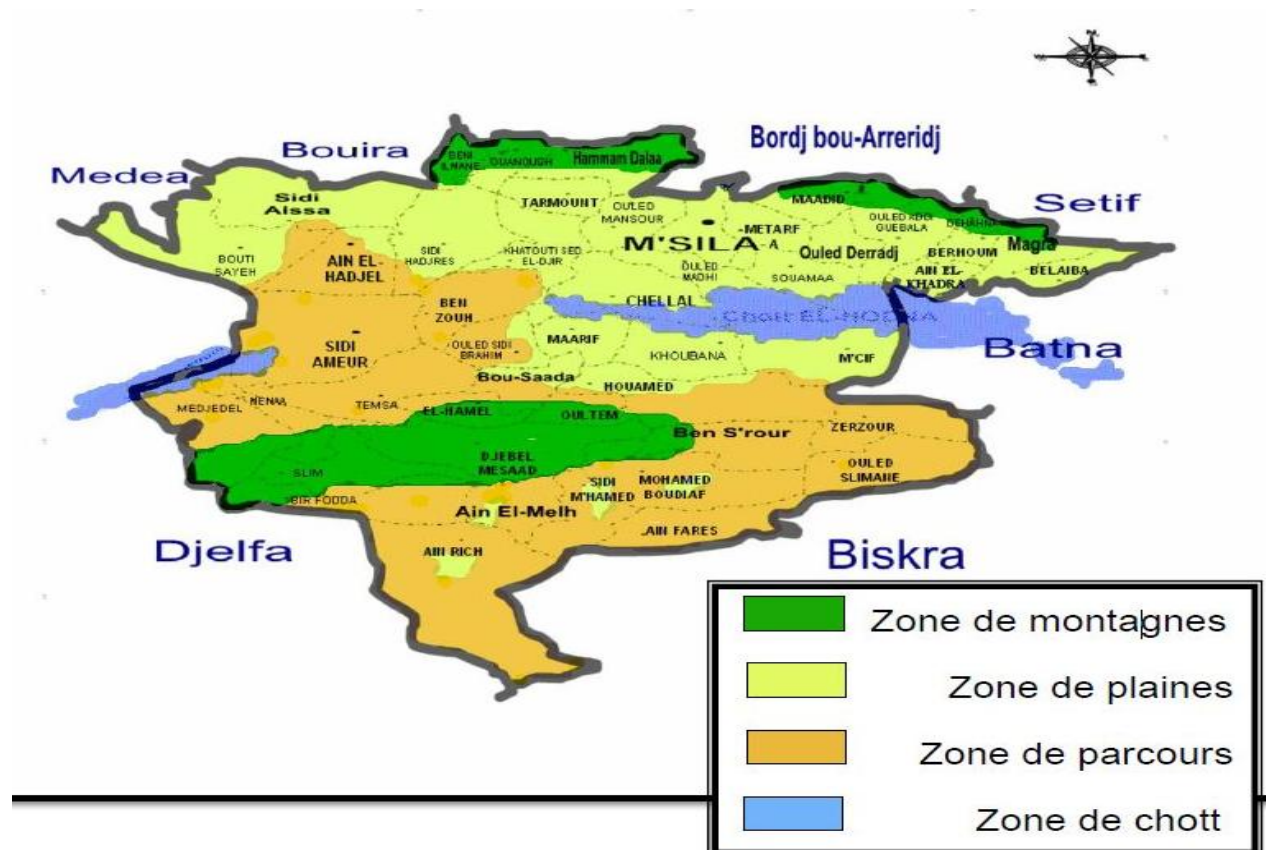 Bordj bou-Arreridj
Bouira
Medea
Setif
BENI ILMANE
OUANOUGH
Hammam Dalaa
Sidi
Aissa
TARMOUNT
OULED
MANSOUR
MAADID
OULED ADDI
GUEBALA
DEHAHNA
Magra
M'SILA
METARF
A
Ouled Derradj
BERHOUM
BELAIBA
AIN EL-
KHADRA
BOUTI
SAYEH
AIN EL
HADJEL
SIDI
HADJRES
KHATOUTI SED
EL-DJIR
OULED
MADHI
SOUAMAA
CHELLAL
Chott EL-HODNA
BEN
ZOUH
Batna
SIDI
AMEUR
OULED SIDI
BRAHIM
MAARIF
KHOUBANA
M'CIF
Bou-Saada
HOUAMED
MEDJEDEL
TEMSA
EL-HAMEL
OULTEM
Ben S'rour
ZERZOUR
SLIM
DJEBEL
MESAAD
SIDI
M'HAMED
MOHAMED
BOUDIAF
OULED
SLIMANE
BIR FODDA
Ain El-Melh
AIN FARES
AIN RICH
Djelfa
Biskra
Zone de montagnes
Zone de plaines
Zone de parcours
Zone de chott